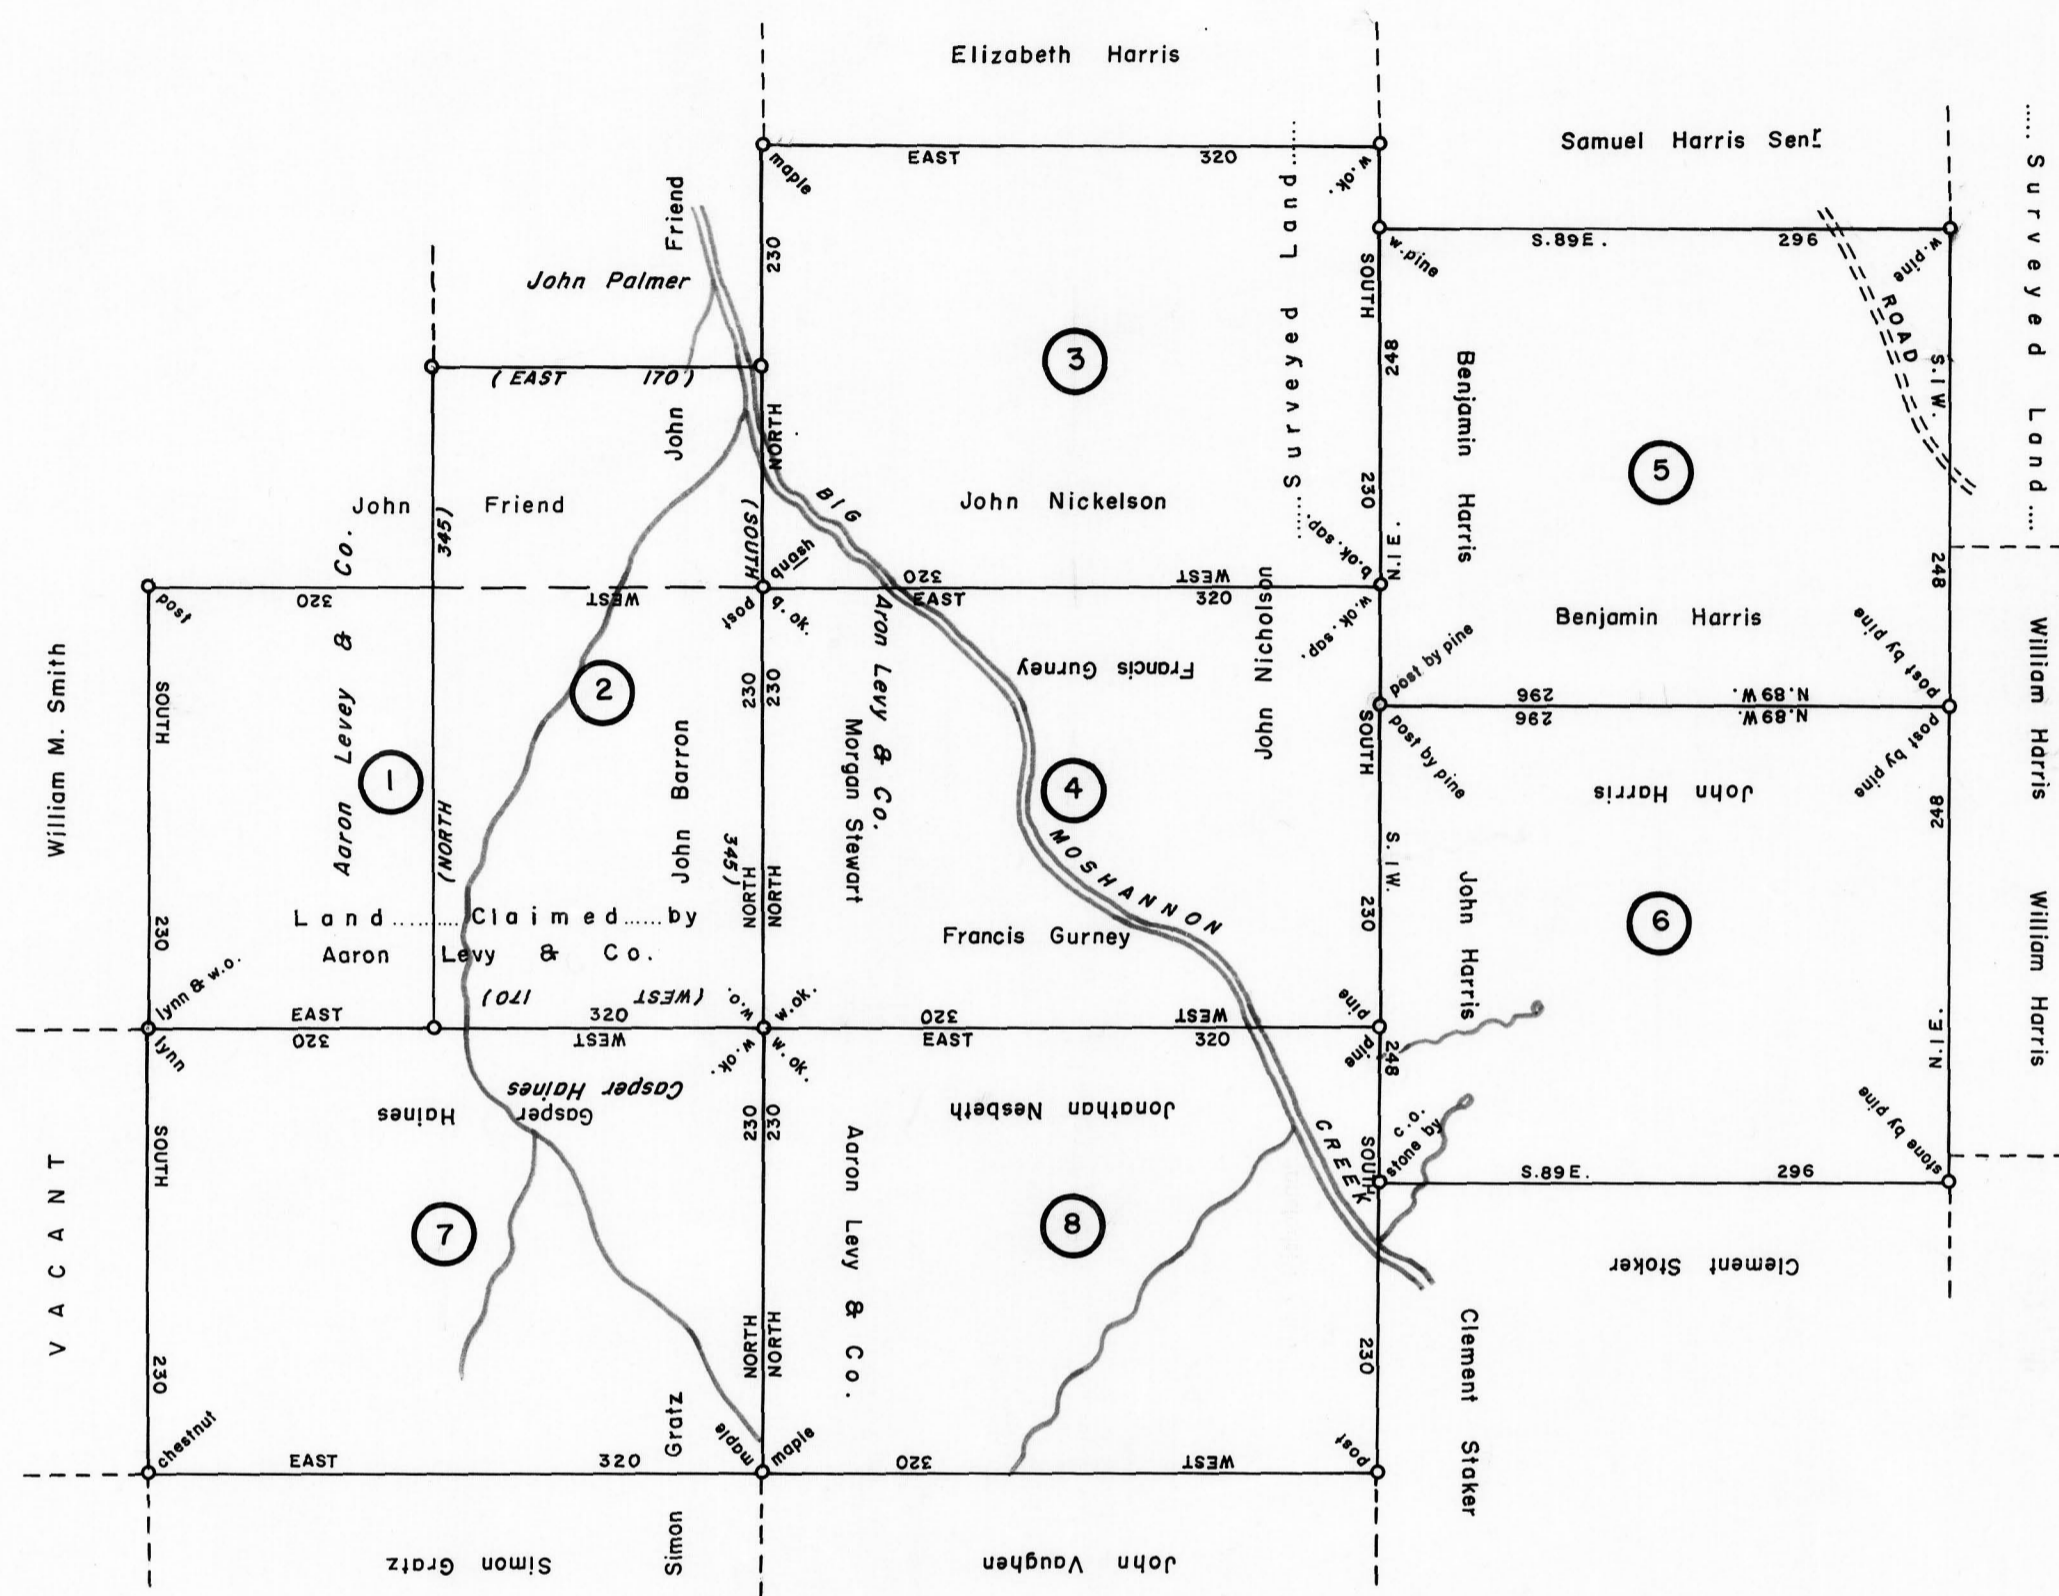 Elizabeth Harris
Samuel Harris Senr
..... Surveyed Land ....
maple
EAST 320
w.ok.
John Friend
230
John Palmer
(EAST 170)
3
.......Surveyed Land......
SOUTH
248
w.pine
S.89E. 296
w.pine
ROAD
S.1W.
Benjamin Harris
5
NORTH
BIG
John Nickelson
230
N.1E.
248
John Friend
345)
(SOUTH
quash
b.ok.sap.
320 WEST
EAST 320
post
320 WEST
post
b.ok.
w.ok.sap.
Benjamin Harris
William M. Smith
Aaron Levey & Co.
SOUTH
2
230
230
Aron Levy & Co.
Francis Gurney
John Nicholson
post by pine
post by pine
296 N.89W.
296 N.89W.
William Harris
SOUTH
post by pine
post by pine
1
John Barron
Morgan Stewart
4
John Harris
248
(NORTH
345)
MOSHANNON
S.1W.
NORTH
NORTH
230
Land..........Claimed......by
Aaron Levy & Co.
Francis Gurney
John Harris
6
William Harris
230
lynn & w.o.
170) (WEST
w.o.
w.ok.
pine
EAST 320
320 WEST
320 WEST
EAST 320
lynn
w.ok.
w.ok.
pine
248
N.1E.
Casper Haines
Gasper Haines
Jonathan Nesbeth
230
230
CREEK
SOUTH
c.o.
stone by
stone by pine
S.89E. 296
VACANT
SOUTH
7
Aaron Levy & Co.
8
Clement Stoker
230
NORTH
NORTH
230
Clement Staker
chestnut
Simon Gratz
maple
maple
post
EAST 320
320 WEST
Simon Gratz
John Vaughen